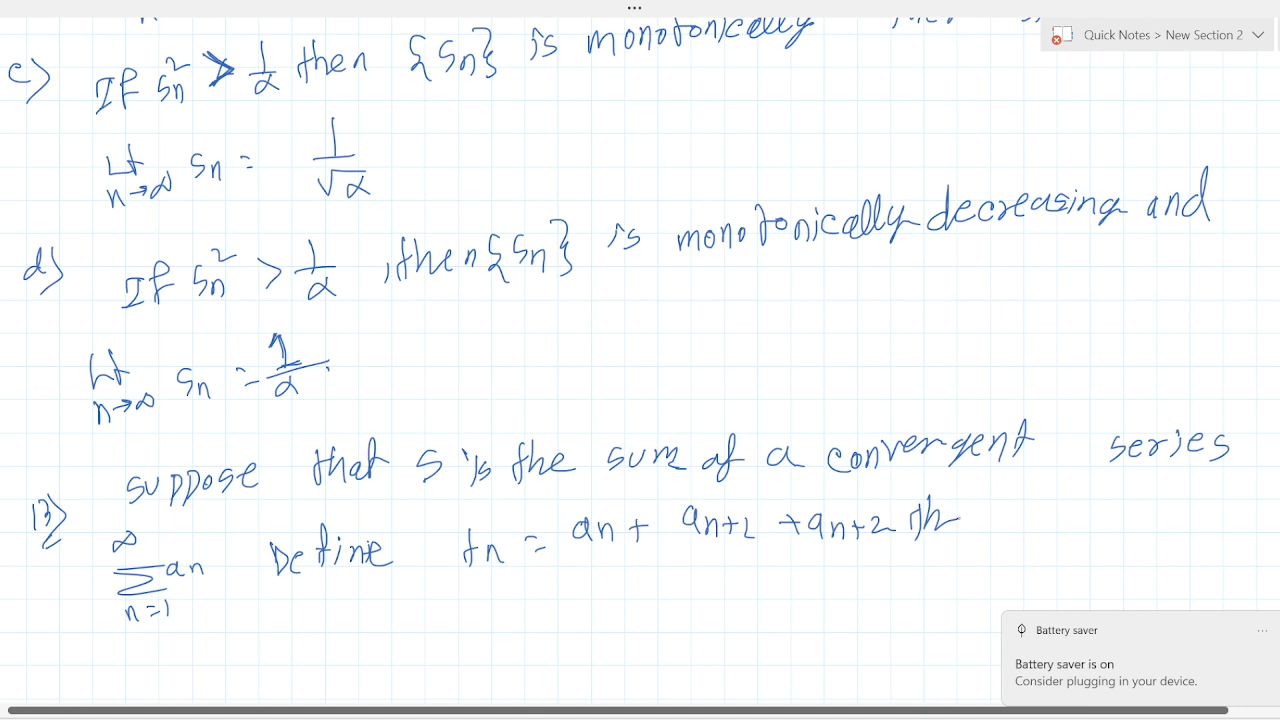 ...
Quick Notes > New Section 2
c) If Sn² > 1/α then {Sn} is monotonically
Lt n→∞ Sn = 1/√α
d) If Sn² > 1/α, then {Sn} is monotonically decreasing and
Lt n→∞ Sn = 1/α.
13) suppose that S is the sum of a convergent series
∞ Σ n=1 an Define tn = an + an+2 + an+2 th
Battery saver
...
Battery saver is on
Consider plugging in your device.